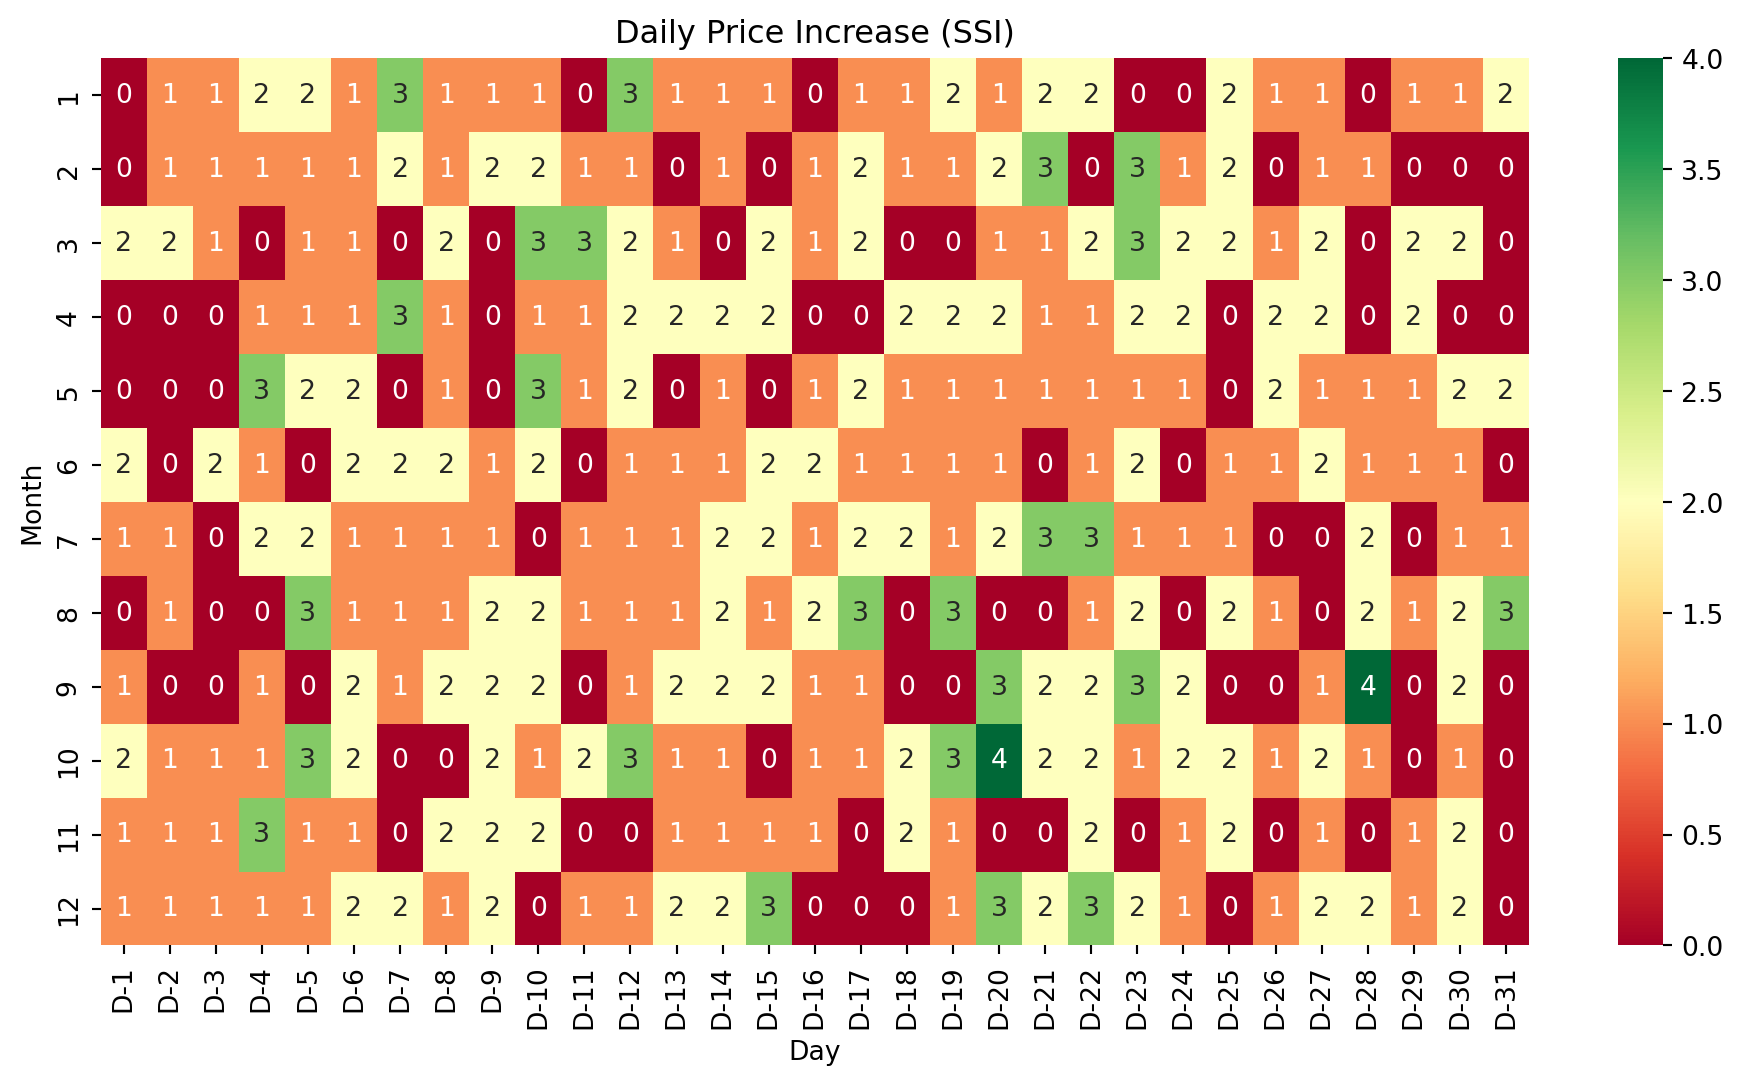 Daily Price Increase (SSI)
1 0 1 1 2 2 1 3 1 1 1 0 3 1 1 1 0 1 1 2 1 2 2 0 0 2 1 1 0 1 1 2
2 0 1 1 1 1 1 2 1 2 2 1 1 0 1 0 1 2 1 1 2 3 0 3 1 2 0 1 1 0 0 0
3 2 2 1 0 1 1 0 2 0 3 3 2 1 0 2 1 2 0 0 1 1 2 3 2 2 1 2 0 2 2 0
4 0 0 0 1 1 1 3 1 0 1 1 2 2 2 2 0 0 2 2 2 1 1 2 2 0 2 2 0 2 0 0
5 0 0 0 3 2 2 0 1 0 3 1 2 0 1 0 1 2 1 1 1 1 1 1 1 0 2 1 1 1 2 2
6 2 0 2 1 0 2 2 2 1 2 0 1 1 1 2 2 1 1 1 1 0 1 2 0 1 1 2 1 1 1 0
7 1 1 0 2 2 1 1 1 1 0 1 1 1 2 2 1 2 2 1 2 3 3 1 1 1 0 0 2 0 1 1
8 0 1 0 0 3 1 1 1 2 2 1 1 1 2 1 2 3 0 3 0 0 1 2 0 2 1 0 2 1 2 3
9 1 0 0 1 0 2 1 2 2 2 0 1 2 2 2 1 1 0 0 3 2 2 3 2 0 0 1 4 0 2 0
10 2 1 1 1 3 2 0 0 2 1 2 3 1 1 0 1 1 2 3 4 2 2 1 2 2 1 2 1 0 1 0
11 1 1 1 3 1 1 0 2 2 2 0 0 1 1 1 1 0 2 1 0 0 2 0 1 2 0 1 0 1 2 0
12 1 1 1 1 1 2 2 1 2 0 1 1 2 2 3 0 0 0 1 3 2 3 2 1 0 1 2 2 1 2 0
Month
D-1 D-2 D-3 D-4 D-5 D-6 D-7 D-8 D-9 D-10 D-11 D-12 D-13 D-14 D-15 D-16 D-17 D-18 D-19 D-20 D-21 D-22 D-23 D-24 D-25 D-26 D-27 D-28 D-29 D-30 D-31
Day
4.0
3.5
3.0
2.5
2.0
1.5
1.0
0.5
0.0